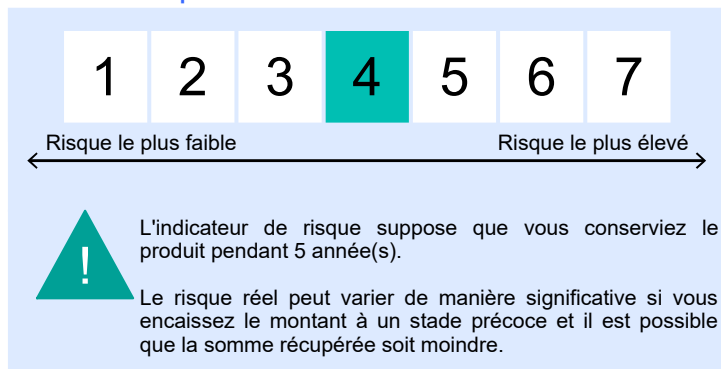 1 2 3 4 5 6 7
Risque le plus faible Risque le plus élevé
L'indicateur de risque suppose que vous conserviez le
produit pendant 5 année(s).
!
Le risque réel peut varier de manière significative si vous
encaissez le montant à un stade précoce et il est possible
que la somme récupérée soit moindre.